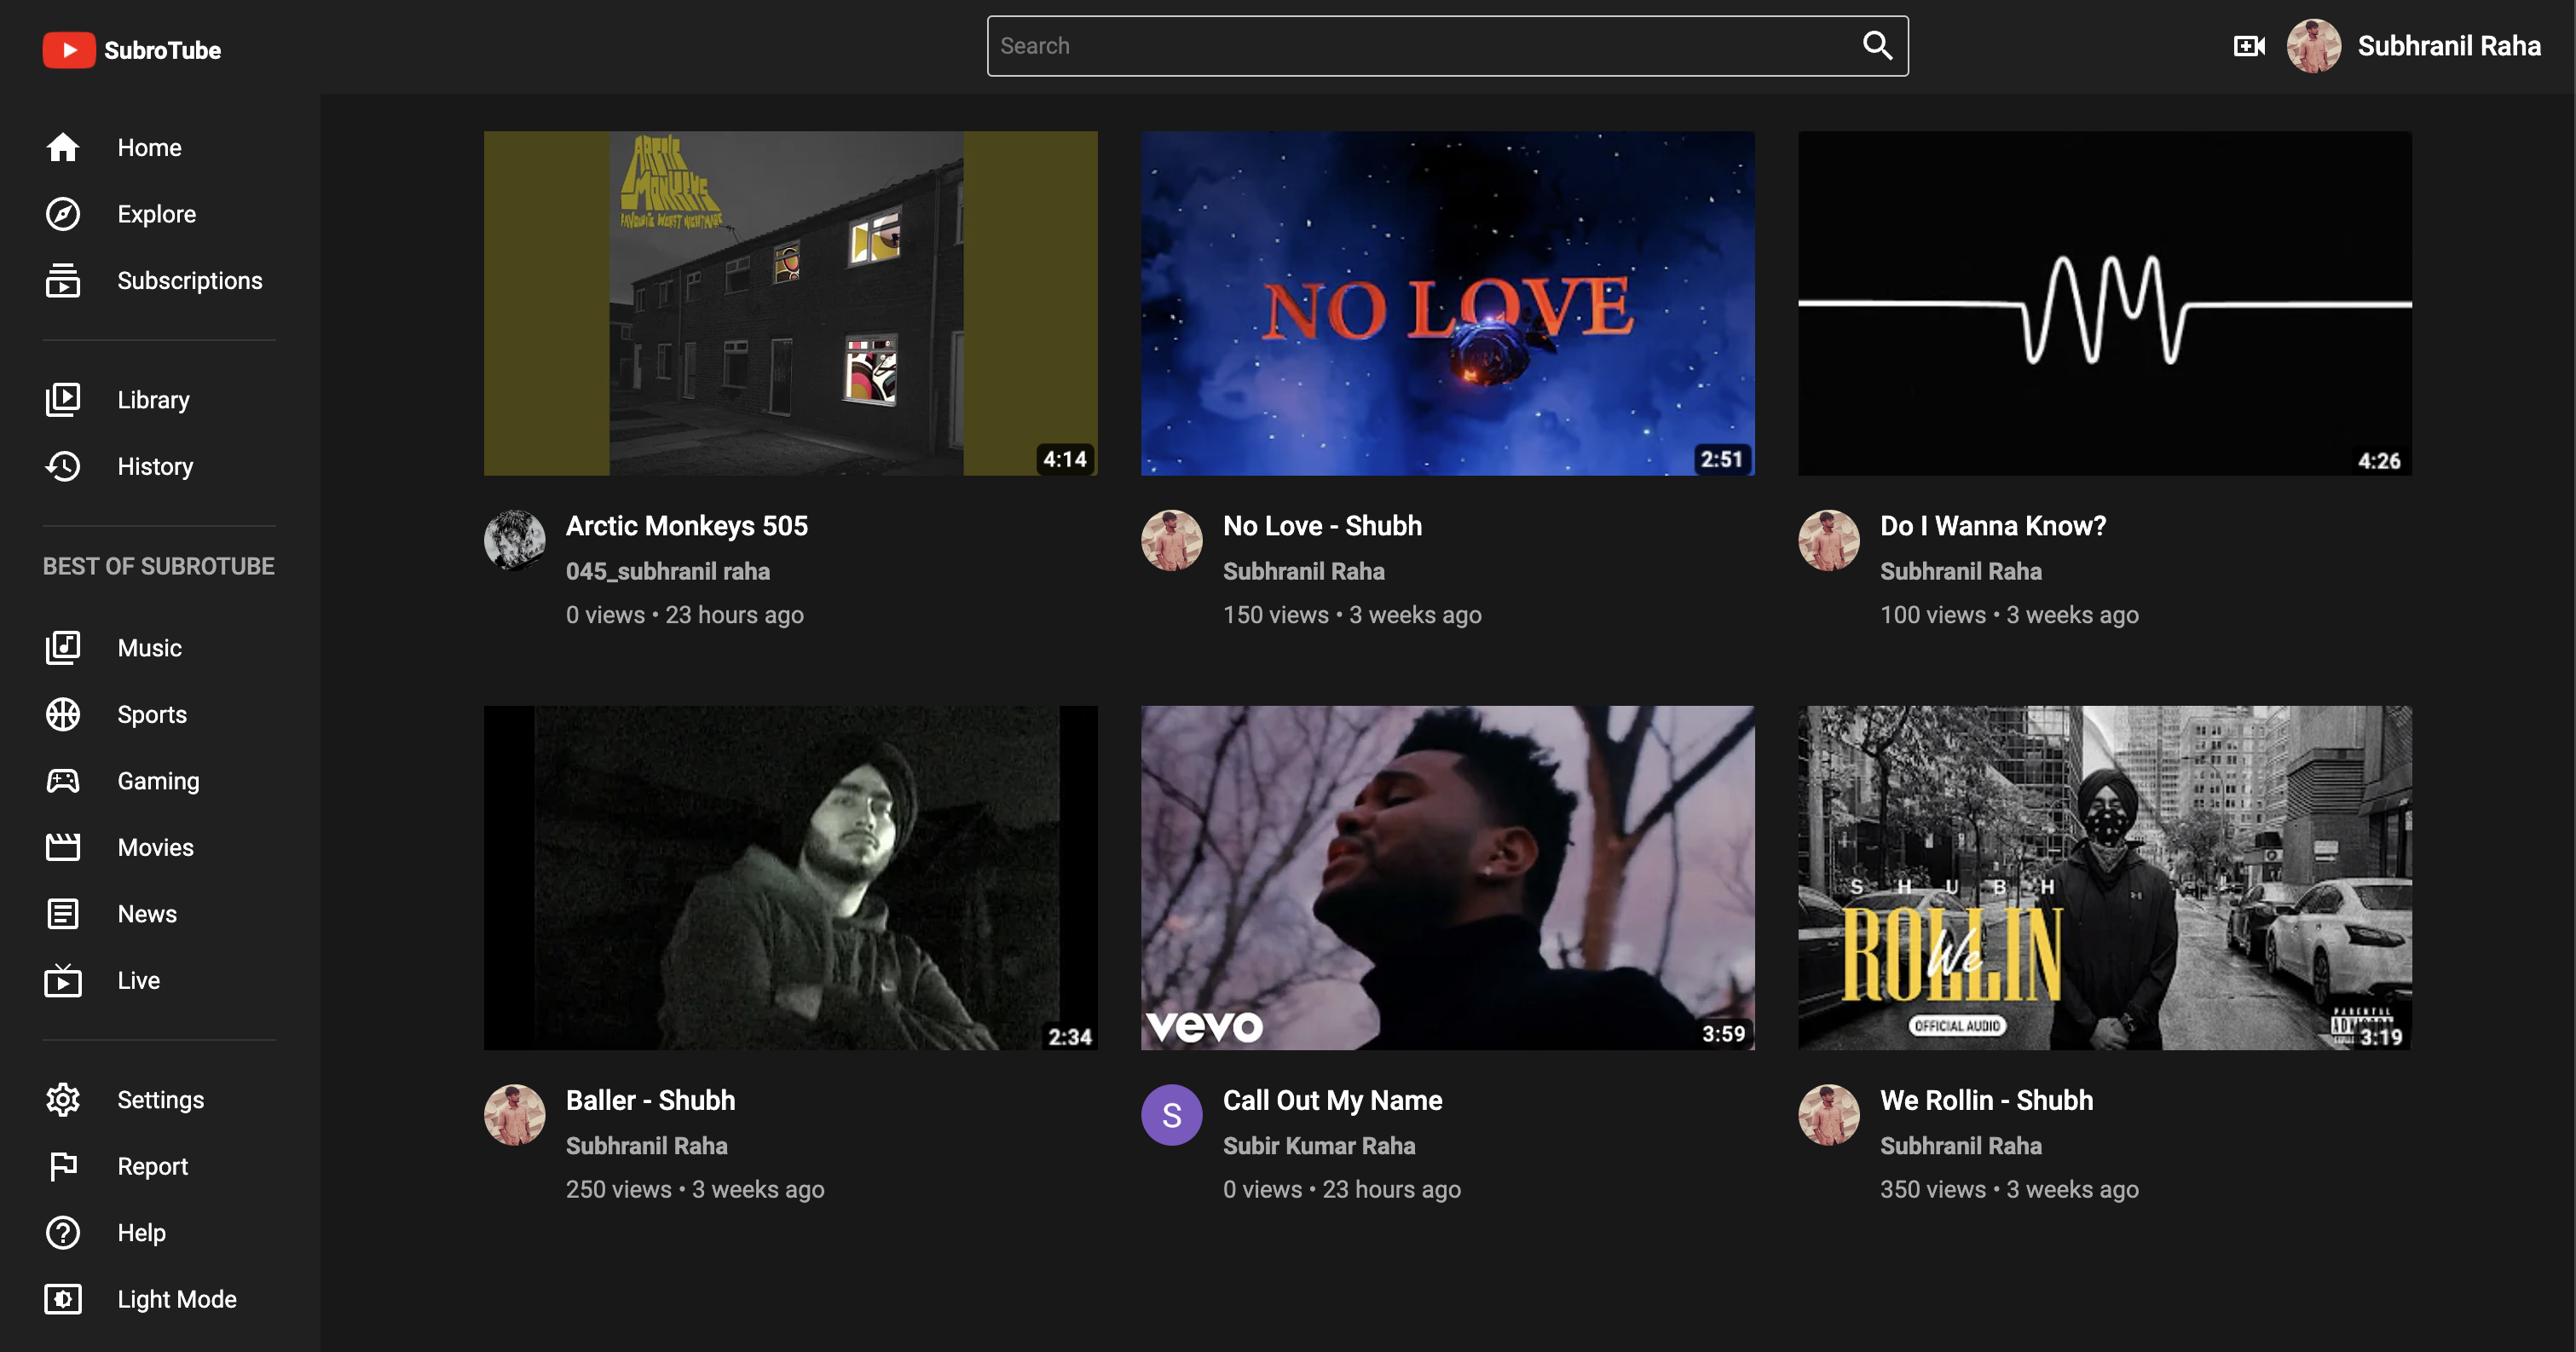 SubroTube
Search
Subhranil Raha
Home
Explore
Subscriptions
Library
History
BEST OF SUBROTUBE
Music
Sports
Gaming
Movies
News
Live
Settings
Report
Help
Light Mode
ARCTIC
MONKEYS
FAVOURITE WORST NIGHTMARE
4:14
Arctic Monkeys 505
045_subhranil raha
0 views • 23 hours ago
NO LOVE
2:51
No Love - Shubh
Subhranil Raha
150 views • 3 weeks ago
4:26
Do I Wanna Know?
Subhranil Raha
100 views • 3 weeks ago
2:34
Baller - Shubh
Subhranil Raha
250 views • 3 weeks ago
vevo
3:59
S
Call Out My Name
Subir Kumar Raha
0 views • 23 hours ago
SHUBH
We
ROLLIN
OFFICIAL AUDIO
PARENTAL
3:19
We Rollin - Shubh
Subhranil Raha
350 views • 3 weeks ago